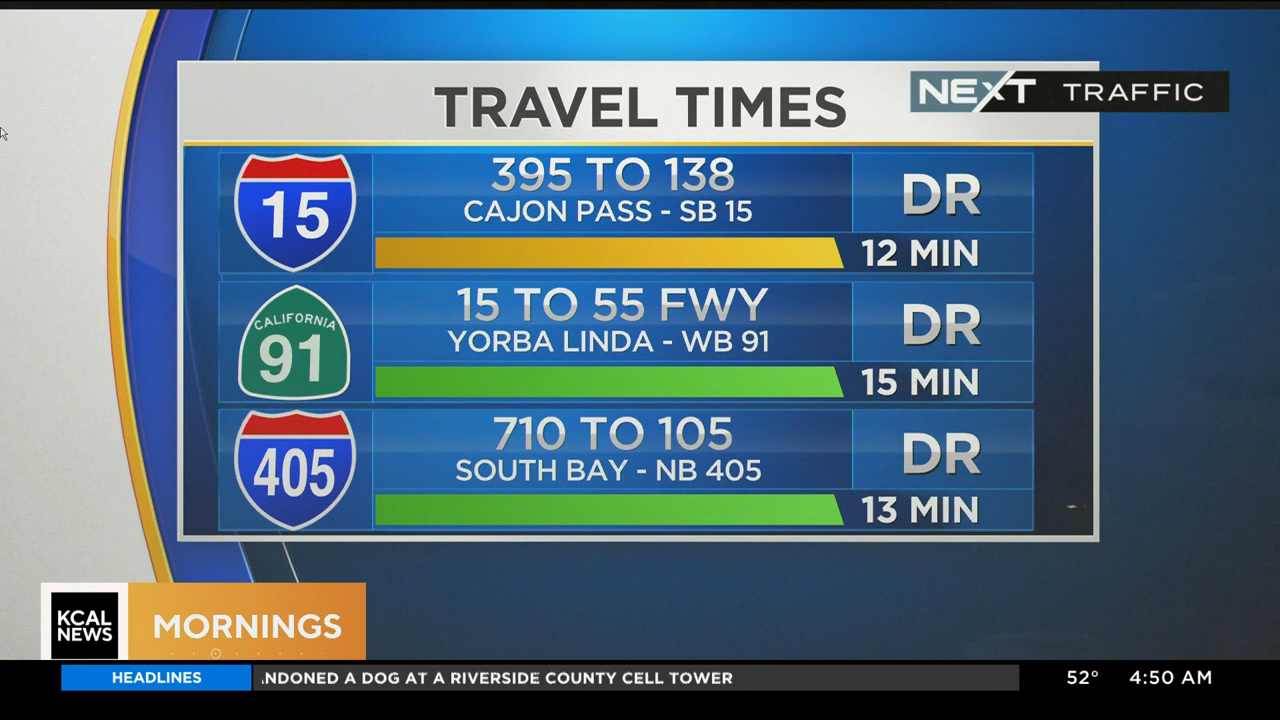 TRAVEL TIMES
NEXT TRAFFIC
15
395 TO 138
CAJON PASS - SB 15
DR
12 MIN
CALIFORNIA
91
15 TO 55 FWY
YORBA LINDA - WB 91
DR
15 MIN
405
710 TO 105
SOUTH BAY - NB 405
DR
13 MIN
KCAL
NEWS
MORNINGS
HEADLINES
NDONED A DOG AT A RIVERSIDE COUNTY CELL TOWER
52°
4:50 AM